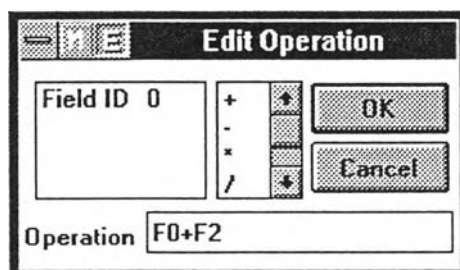 M E Edit Operation
Field ID 0
+
-
*
/
OK
Cancel
Operation F0+F2